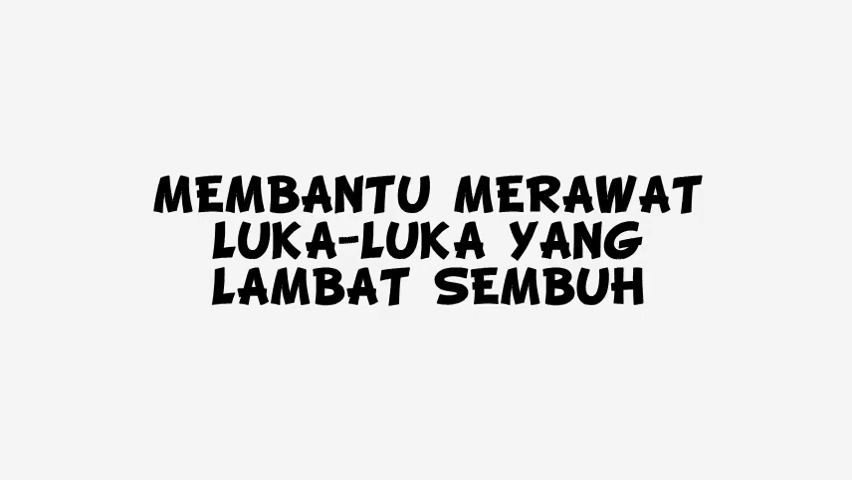 MEMBANTU MERAWAT
LUKA-LUKA YANG
LAMBAT SEMBUH